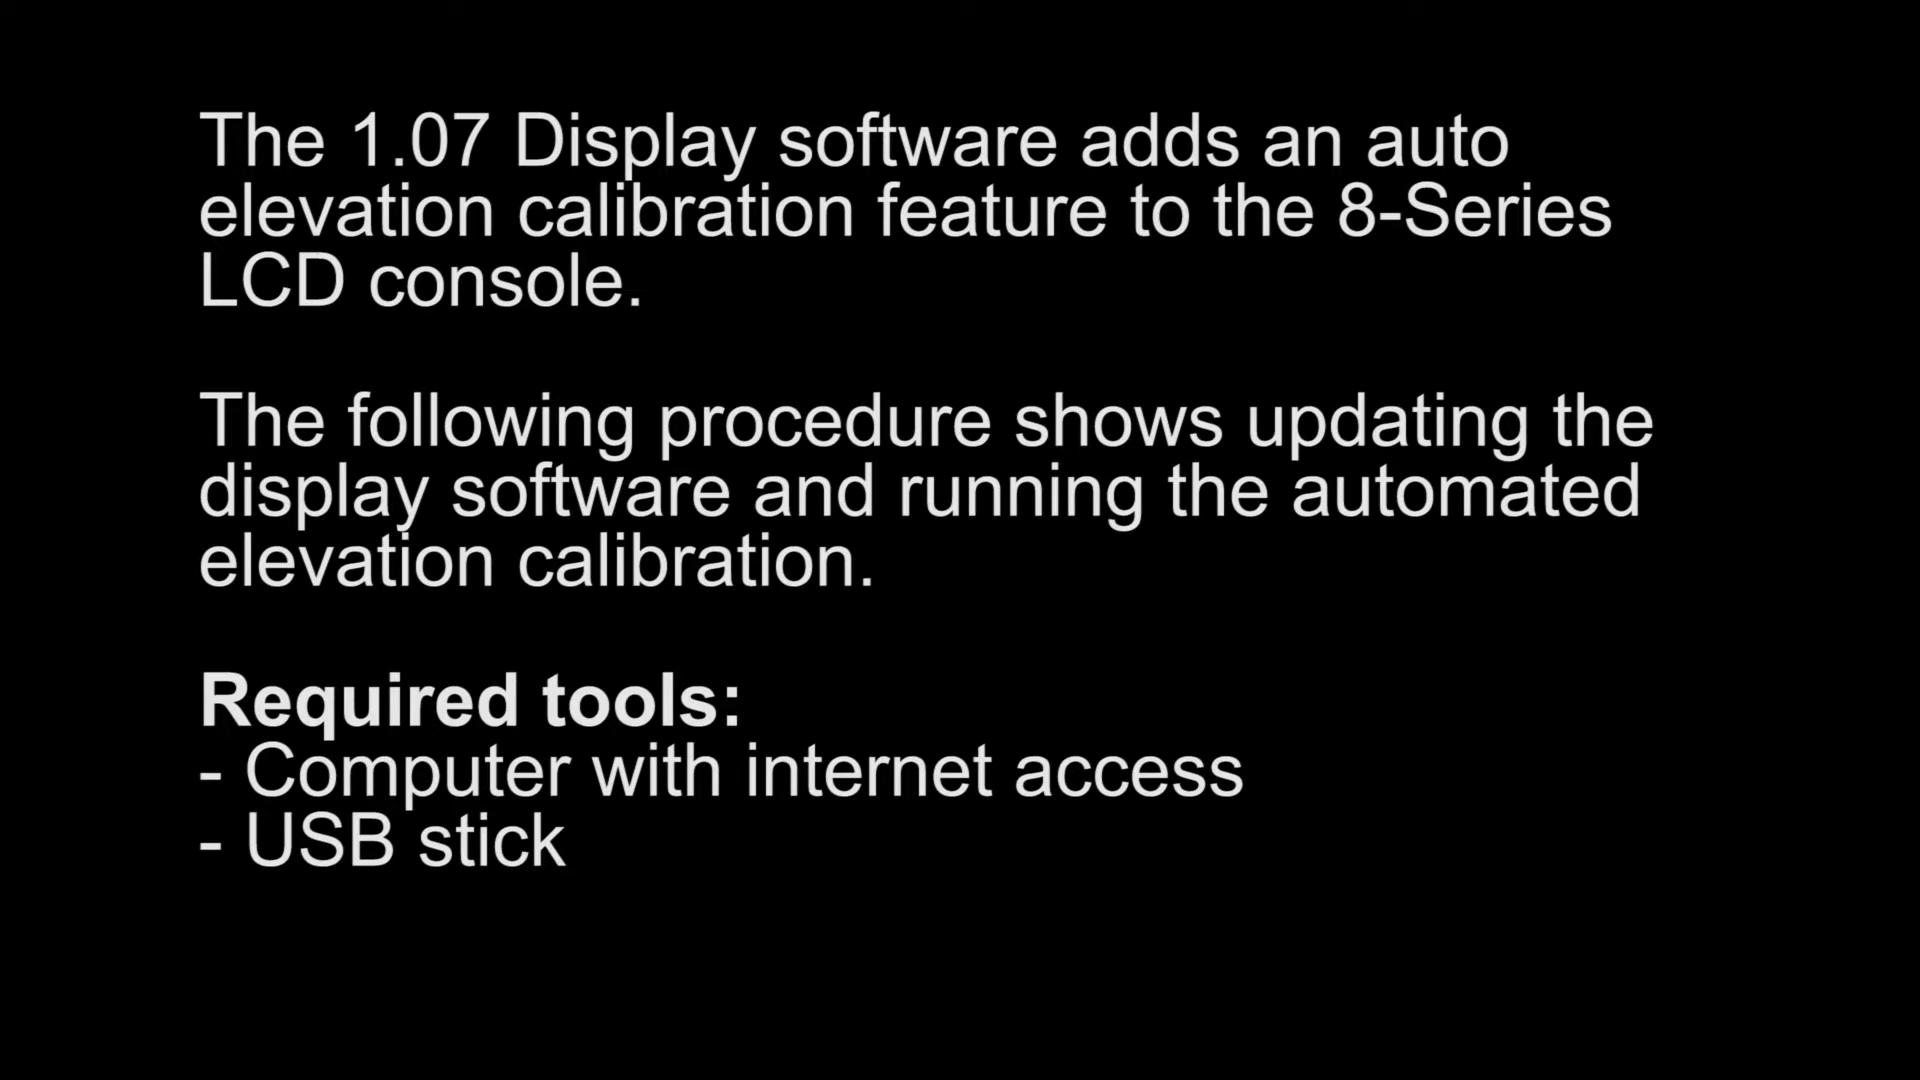 The 1.07 Display software adds an auto
elevation calibration feature to the 8-Series
LCD console.
The following procedure shows updating the
display software and running the automated
elevation calibration.
Required tools:
- Computer with internet access
- USB stick